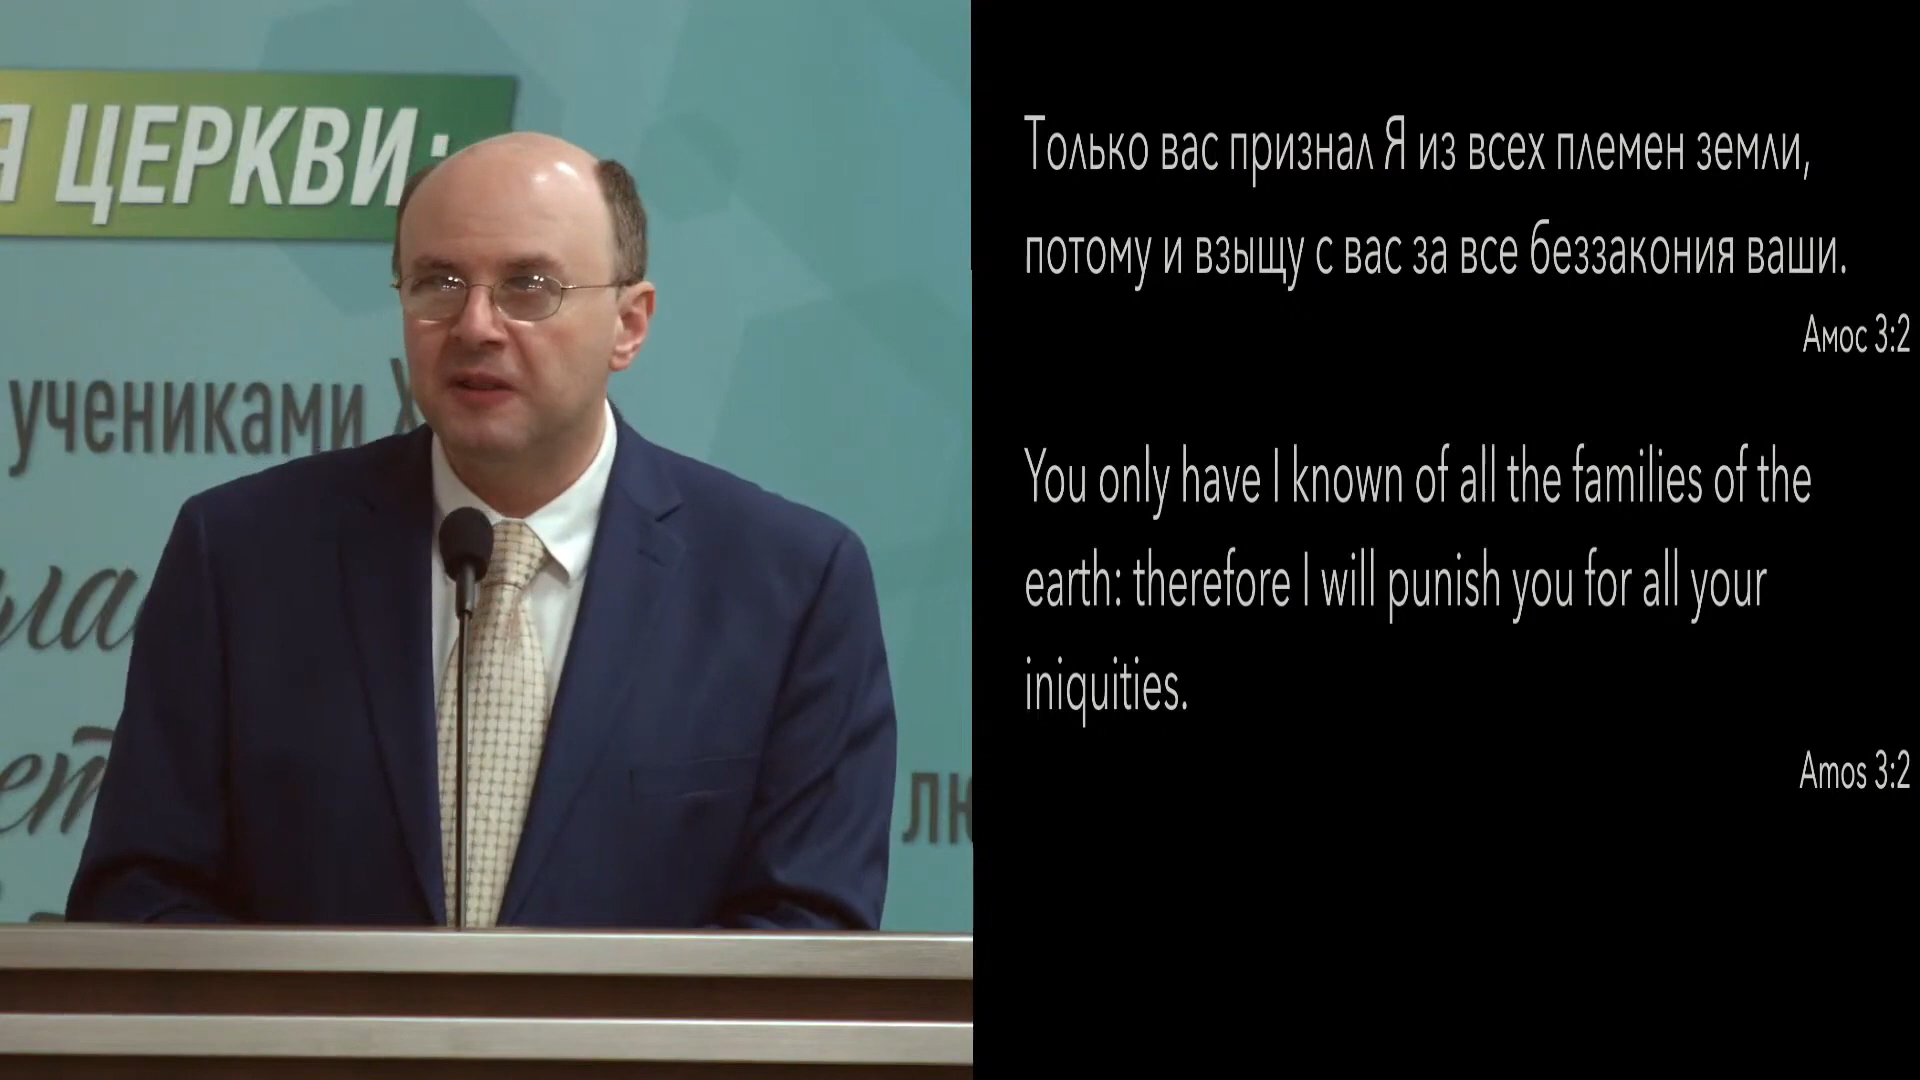 Я ЦЕРКВИ:
учениками
Только вас признал Я из всех племен земли,
потому и взыщу с вас за все беззакония ваши.
Амос 3:2
You only have I known of all the families of the
earth: therefore I will punish you for all your
iniquities.
Amos 3:2